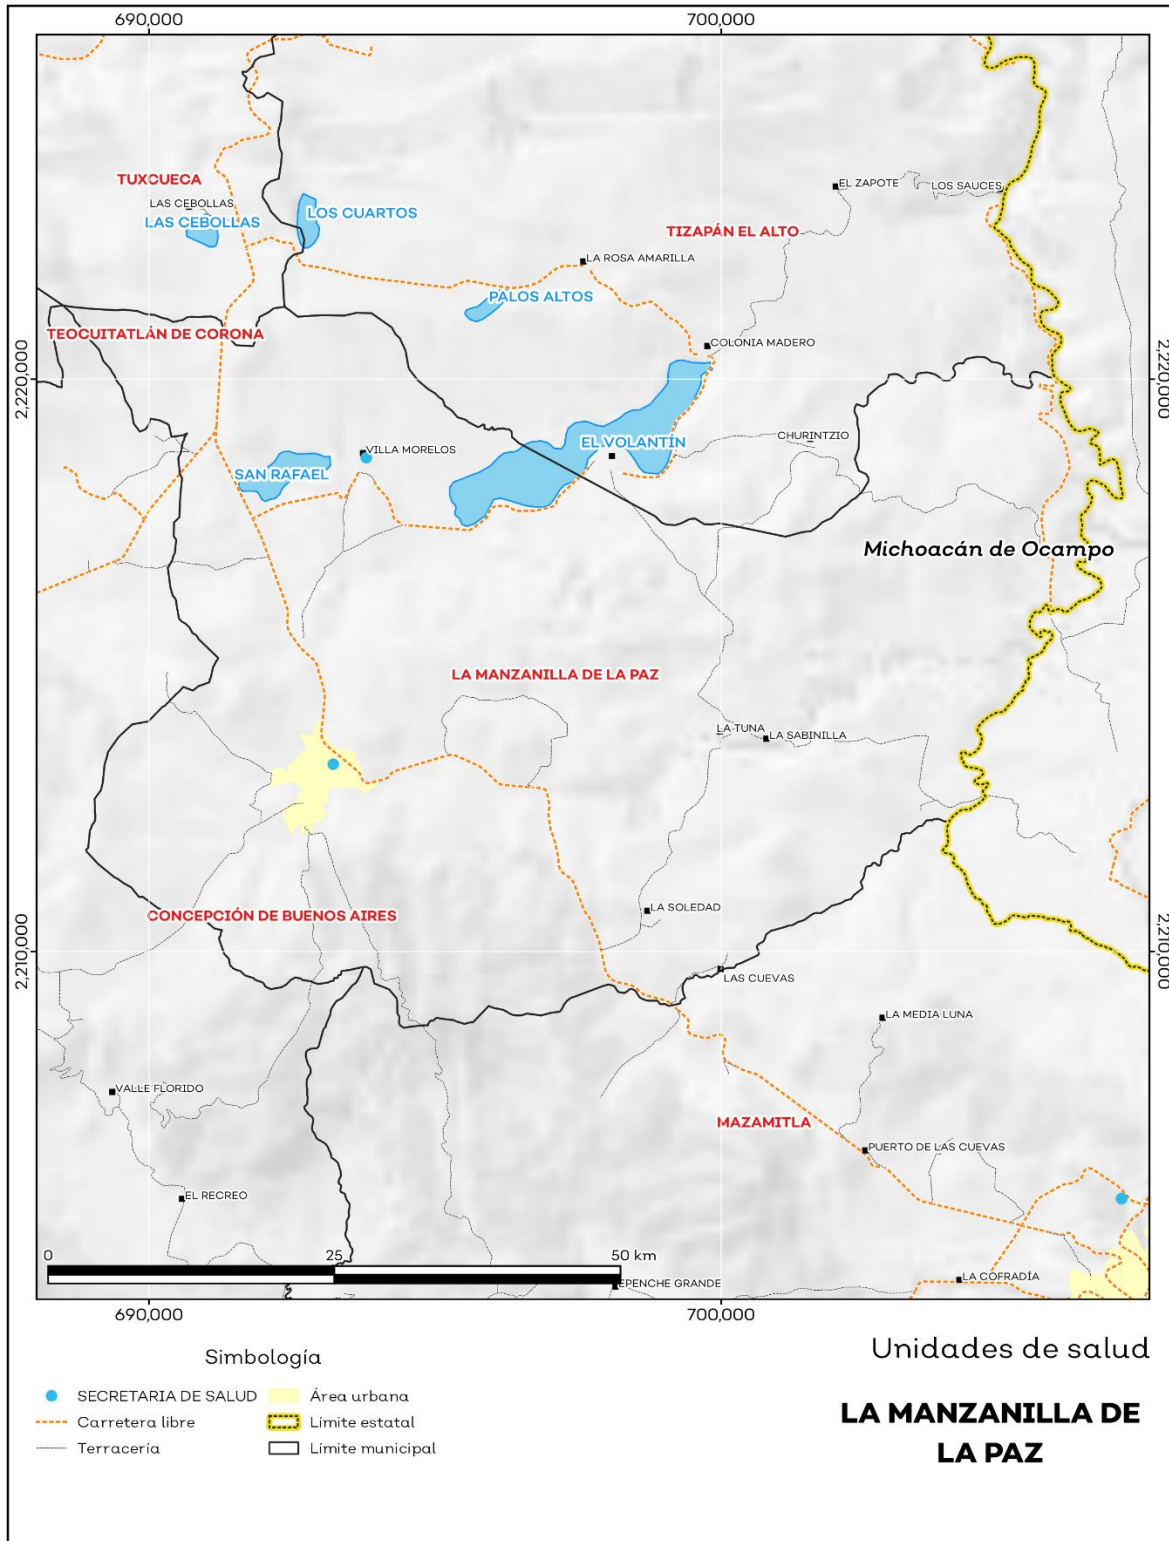 690,000
700,000
TUXCUECA
LAS CEBOLLAS
LAS CEBOLLAS
LOS CUARTOS
EL ZAPOTE
LOS SAUCES
TIZAPÁN EL ALTO
LA ROSA AMARILLA
PALOS ALTOS
TEOCUITATLÁN DE CORONA
COLONIA MADERO
2,220,000
2,220,000
VILLA MORELOS
EL VOLANTÍN
CHURINTZIO
SAN RAFAEL
Michoacán de Ocampo
LA MANZANILLA DE LA PAZ
LA TUNA
LA SABINILLA
LA SOLEDAD
CONCEPCIÓN DE BUENOS AIRES
2,210,000
2,210,000
LAS CUEVAS
LA MEDIA LUNA
VALLE FLORIDO
MAZAMITLA
PUERTO DE LAS CUEVAS
EL RECREO
0
25
50 km
EPENCHE GRANDE
LA COFRADÍA
690,000
700,000
Simbología
SECRETARIA DE SALUD
Carretera libre
Terracería
Área urbana
Límite estatal
Límite municipal
Unidades de salud
LA MANZANILLA DE
LA PAZ